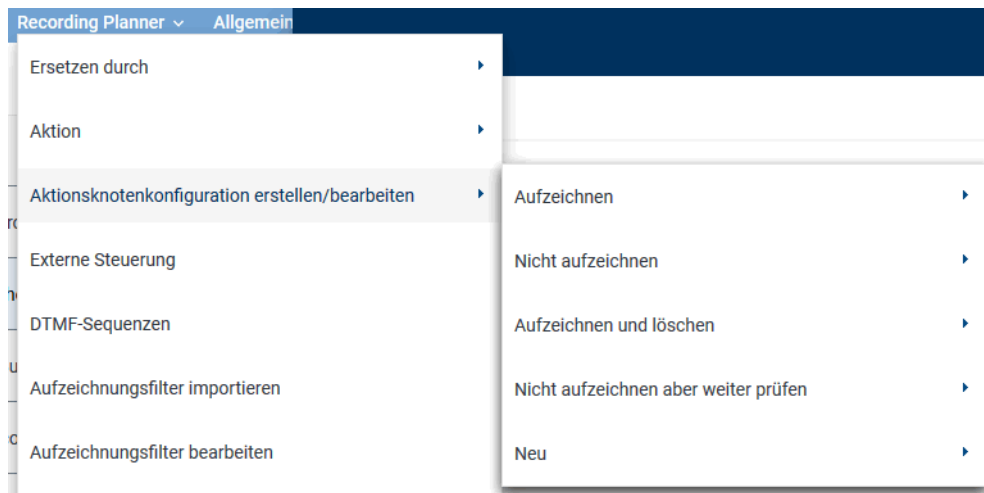 Recording Planner Allgemein
Ersetzen durch
Aktion
Aktionsknotenkonfiguration erstellen/bearbeiten
Externe Steuerung
DTMF-Sequenzen
Aufzeichnungsfilter importieren
Aufzeichnungsfilter bearbeiten
Aufzeichnen
Nicht aufzeichnen
Aufzeichnen und löschen
Nicht aufzeichnen aber weiter prüfen
Neu